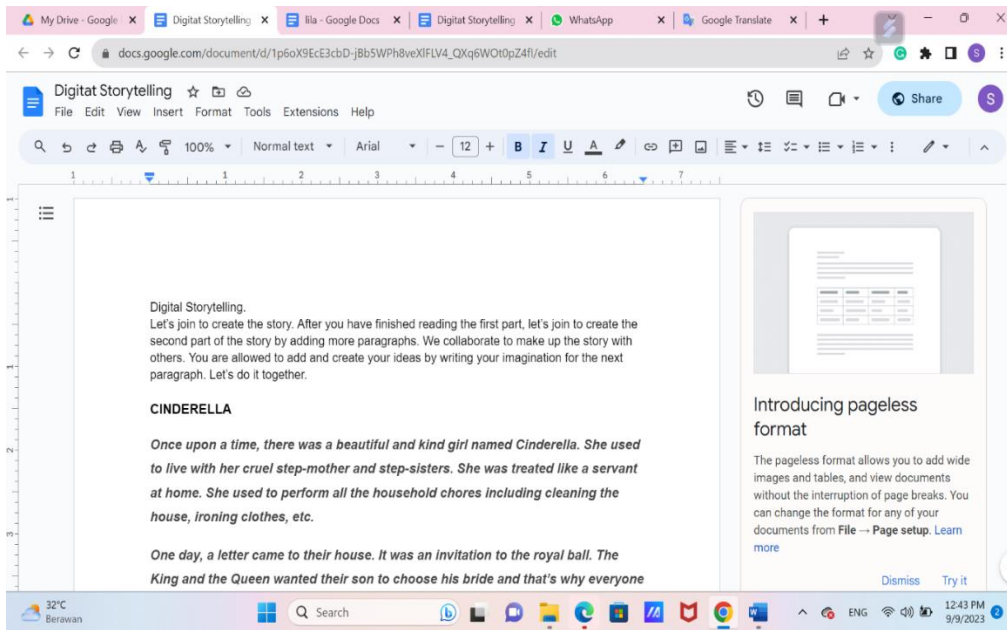 My Drive - Google
Digital Storytelling
lila - Google Docs
Digital Storytelling
WhatsApp
Google Translate
docs.google.com/document/d/1p6oX9EcE3cbD-jBb5WPh8veXlFLV4_QXq6WOt0pZ4fI/edit
Digitat Storytelling
File Edit View Insert Format Tools Extensions Help
Share
S
100% Normal text Arial 12 B I U A
1 1 2 3 4 5 6 7
Digital Storytelling.
Let's join to create the story. After you have finished reading the first part, let's join to create the
second part of the story by adding more paragraphs. We collaborate to make up the story with
others. You are allowed to add and create your ideas by writing your imagination for the next
paragraph. Let's do it together.
CINDERELLA
Once upon a time, there was a beautiful and kind girl named Cinderella. She used
to live with her cruel step-mother and step-sisters. She was treated like a servant
at home. She used to perform all the household chores including cleaning the
house, ironing clothes, etc.
One day, a letter came to their house. It was an invitation to the royal ball. The
King and the Queen wanted their son to choose his bride and that's why everyone
Introducing pageless
format
The pageless format allows you to add wide
images and tables, and view documents
without the interruption of page breaks. You
can change the format for any of your
documents from File → Page setup. Learn
more
Dismiss Try it
32°C
Berawan
Search
ENG
12:43 PM
9/9/2023
2